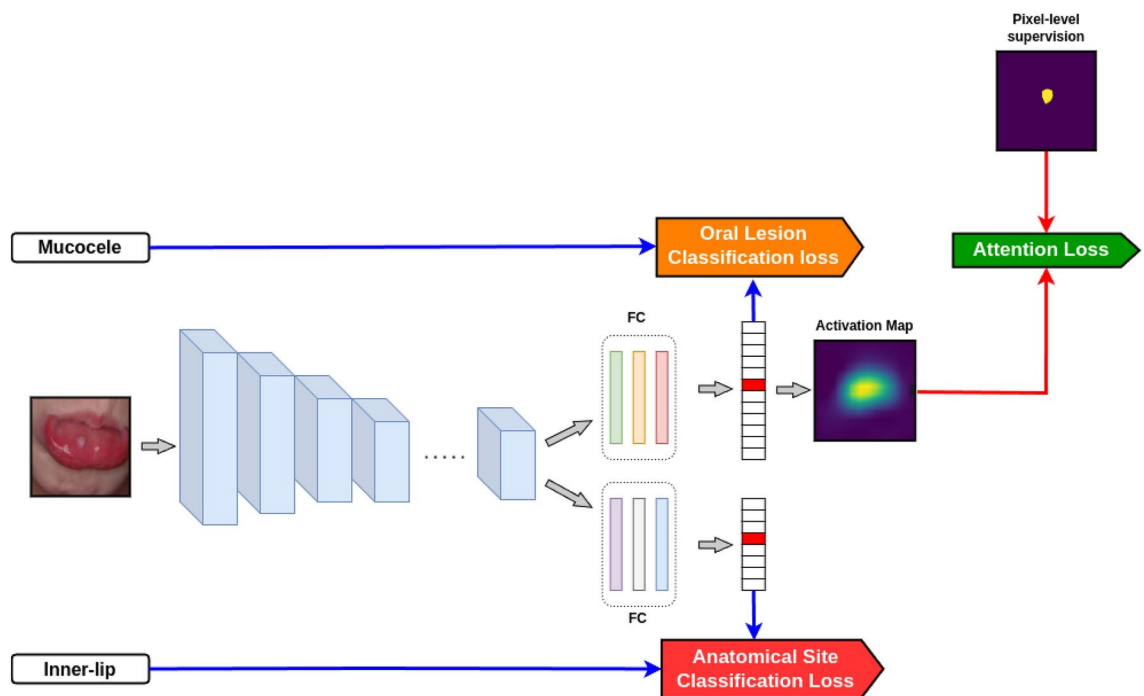 Pixel-level
supervision
Mucocele
Oral Lesion
Classification loss
Attention Loss
FC
Activation Map
.....
FC
Inner-lip
Anatomical Site
Classification Loss